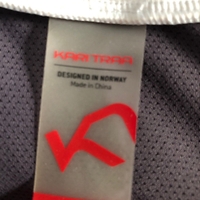 KARI TRAA
DESIGNED IN NORWAY
Made in China